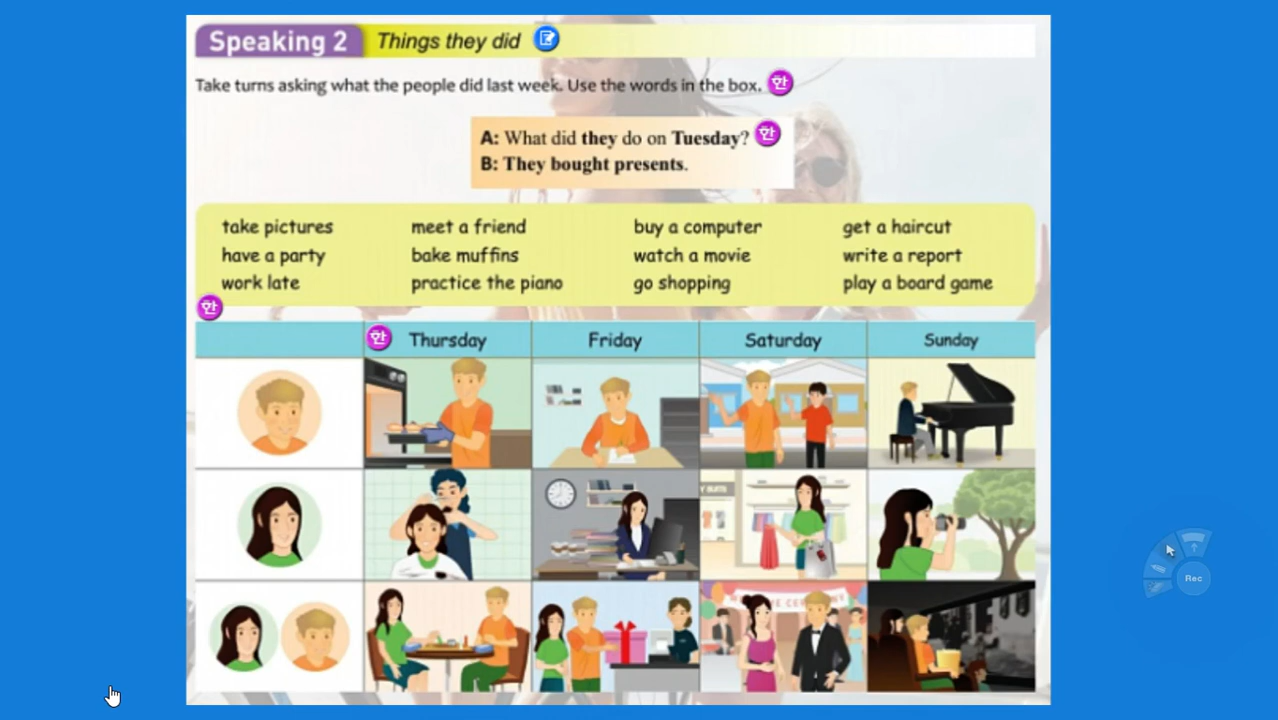 Speaking 2 Things they did
Take turns asking what the people did last week. Use the words in the box. 한
A: What did they do on Tuesday? 한
B: They bought presents.
take pictures meet a friend buy a computer get a haircut
have a party bake muffins watch a movie write a report
work late practice the piano go shopping play a board game
한
한 Thursday Friday Saturday Sunday
Rec